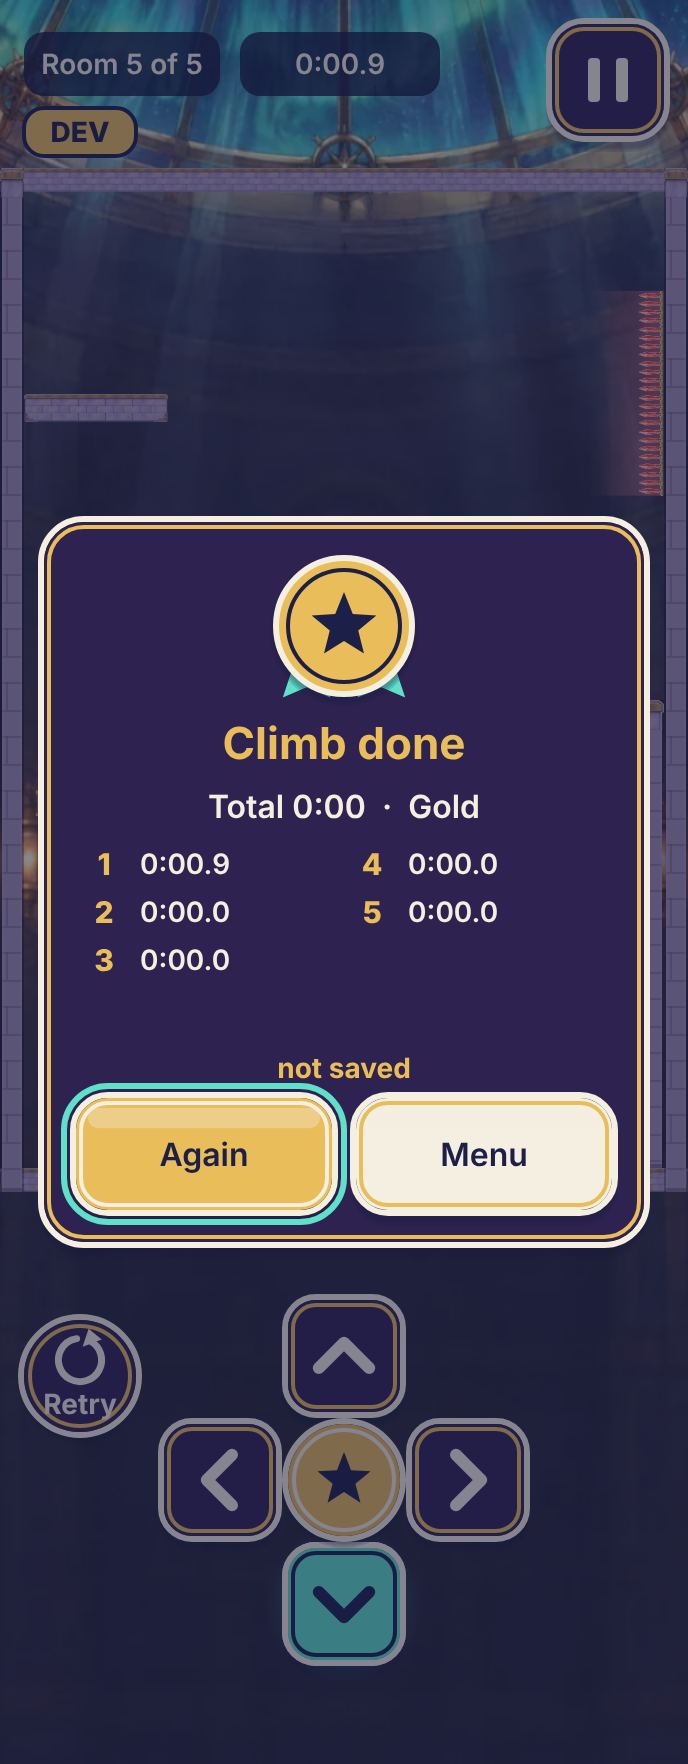 Room 5 of 5
0:00.9
DEV
Climb done
Total 0:00 · Gold
1 0:00.9 4 0:00.0
2 0:00.0 5 0:00.0
3 0:00.0
not saved
Again Menu
Retry